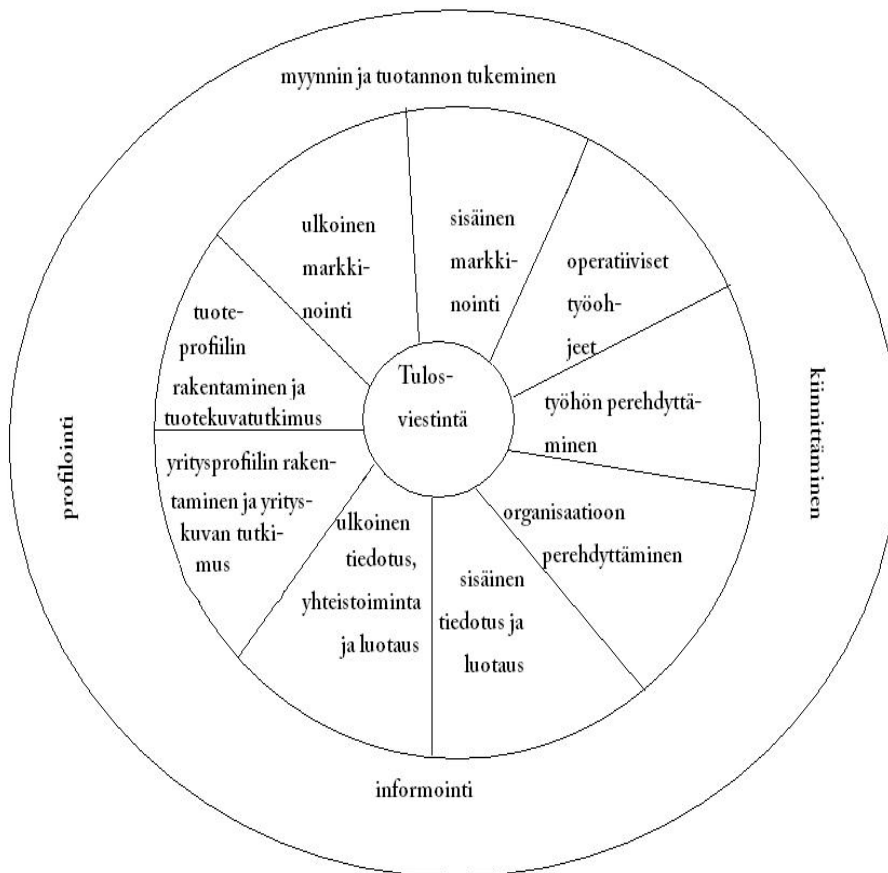 myynnin ja tuotannon tukeminen
ulkoinen
markki-
nointi
sisäinen
markki-
nointi
operatiiviset
työoh-
jeet
tuote-
profiilin
rakentaminen ja
tuotekuvatutkimus
Tulos-
viestintä
työhön perehdyttä-
minen
kiinnittäminen
profilointi
yritysprofiilin raken-
taminen ja yritys-
kuvan tutki-
mus
ulkoinen
tiedotus,
yhteistoiminta
ja luotaus
sisäinen
tiedotus ja
luotaus
organisaatioon
perehdyttäminen
informointi